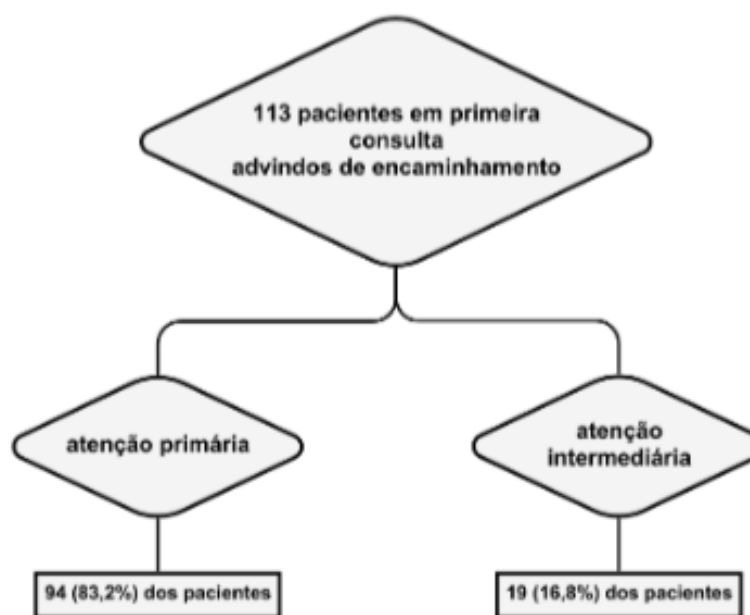 113 pacientes em primeira
consulta
advindos de encaminhamento
atenção primária
atenção
intermediária
94 (83,2%) dos pacientes
19 (16,8%) dos pacientes